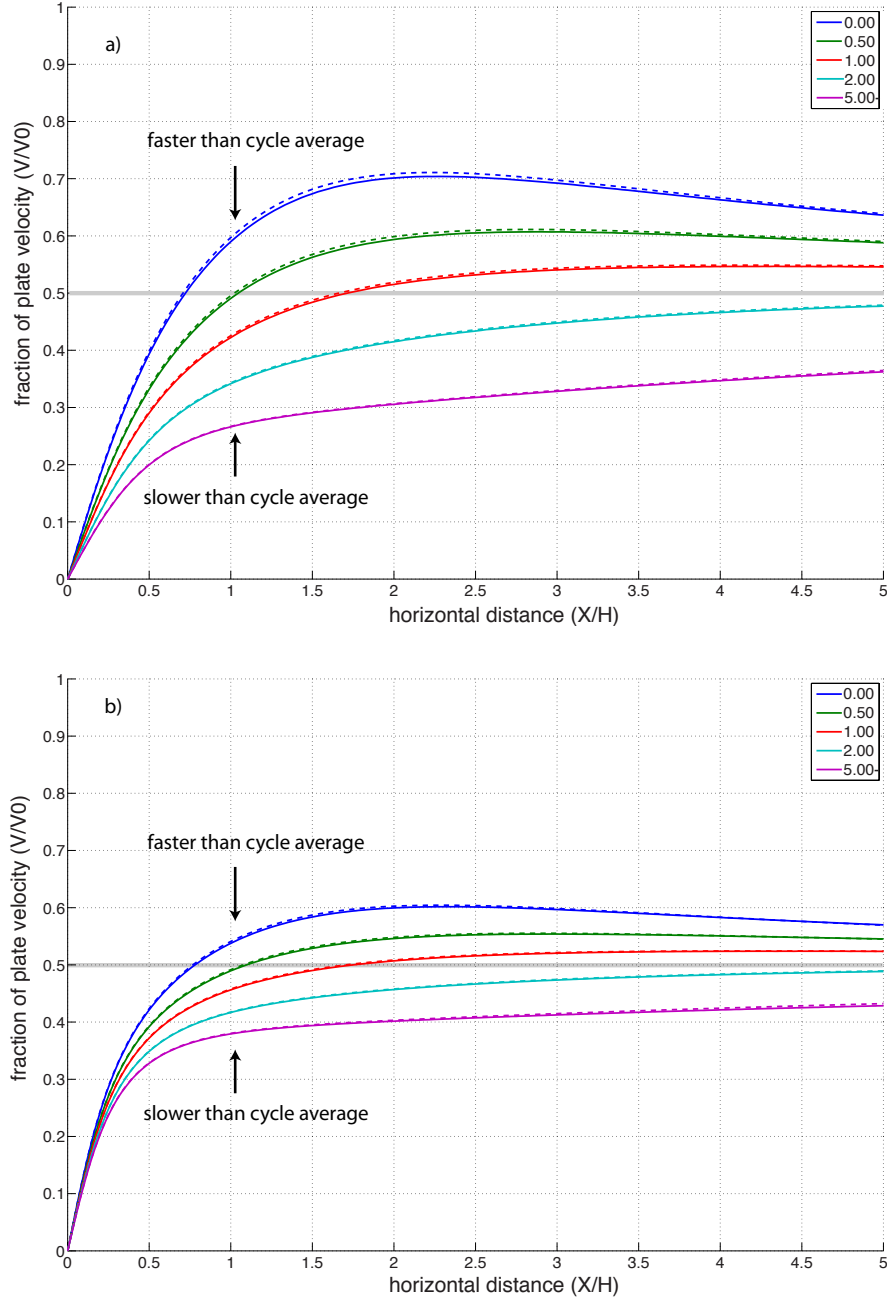 a)
0.00
0.50
1.00
2.00
5.00
faster than cycle average
slower than cycle average
fraction of plate velocity (V/V0)
1
0.9
0.8
0.7
0.6
0.5
0.4
0.3
0.2
0.1
0
0 0.5 1 1.5 2 2.5 3 3.5 4 4.5 5
horizontal distance (X/H)
b)
0.00
0.50
1.00
2.00
5.00
faster than cycle average
slower than cycle average
fraction of plate velocity (V/V0)
1
0.9
0.8
0.7
0.6
0.5
0.4
0.3
0.2
0.1
0
0 0.5 1 1.5 2 2.5 3 3.5 4 4.5 5
horizontal distance (X/H)